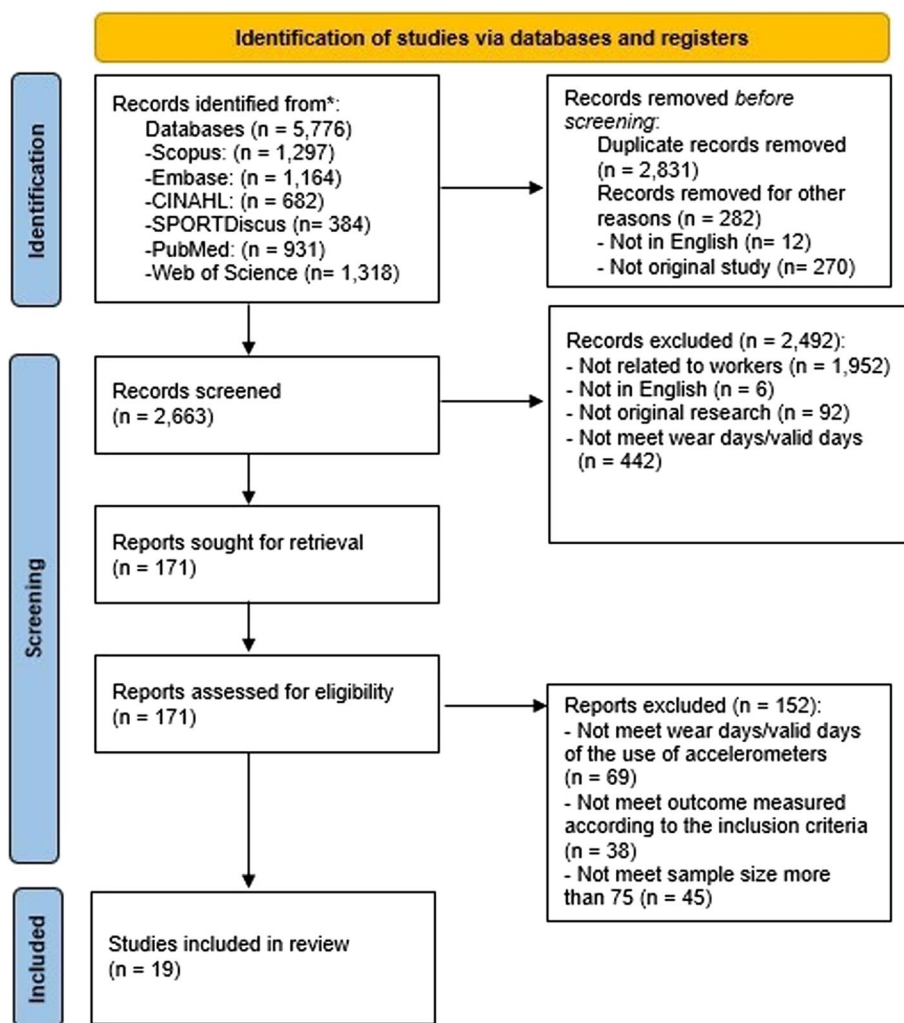 Identification of studies via databases and registers
Identification
Records identified from*:
Databases (n = 5,776)
-Scopus: (n = 1,297)
-Embase: (n = 1,164)
-CINAHL: (n = 682)
-SPORTDiscus (n= 384)
-PubMed: (n = 931)
-Web of Science (n= 1,318)
Records removed before
screening:
Duplicate records removed
(n = 2,831)
Records removed for other
reasons (n = 282)
- Not in English (n= 12)
- Not original study (n= 270)
Screening
Records screened
(n = 2,663)
Records excluded (n = 2,492):
- Not related to workers (n = 1,952)
- Not in English (n = 6)
- Not original research (n = 92)
- Not meet wear days/valid days
(n = 442)
Reports sought for retrieval
(n = 171)
Reports assessed for eligibility
(n = 171)
Reports excluded (n = 152):
- Not meet wear days/valid days
of the use of accelerometers
(n = 69)
- Not meet outcome measured
according to the inclusion criteria
(n = 38)
- Not meet sample size more
than 75 (n = 45)
Included
Studies included in review
(n = 19)